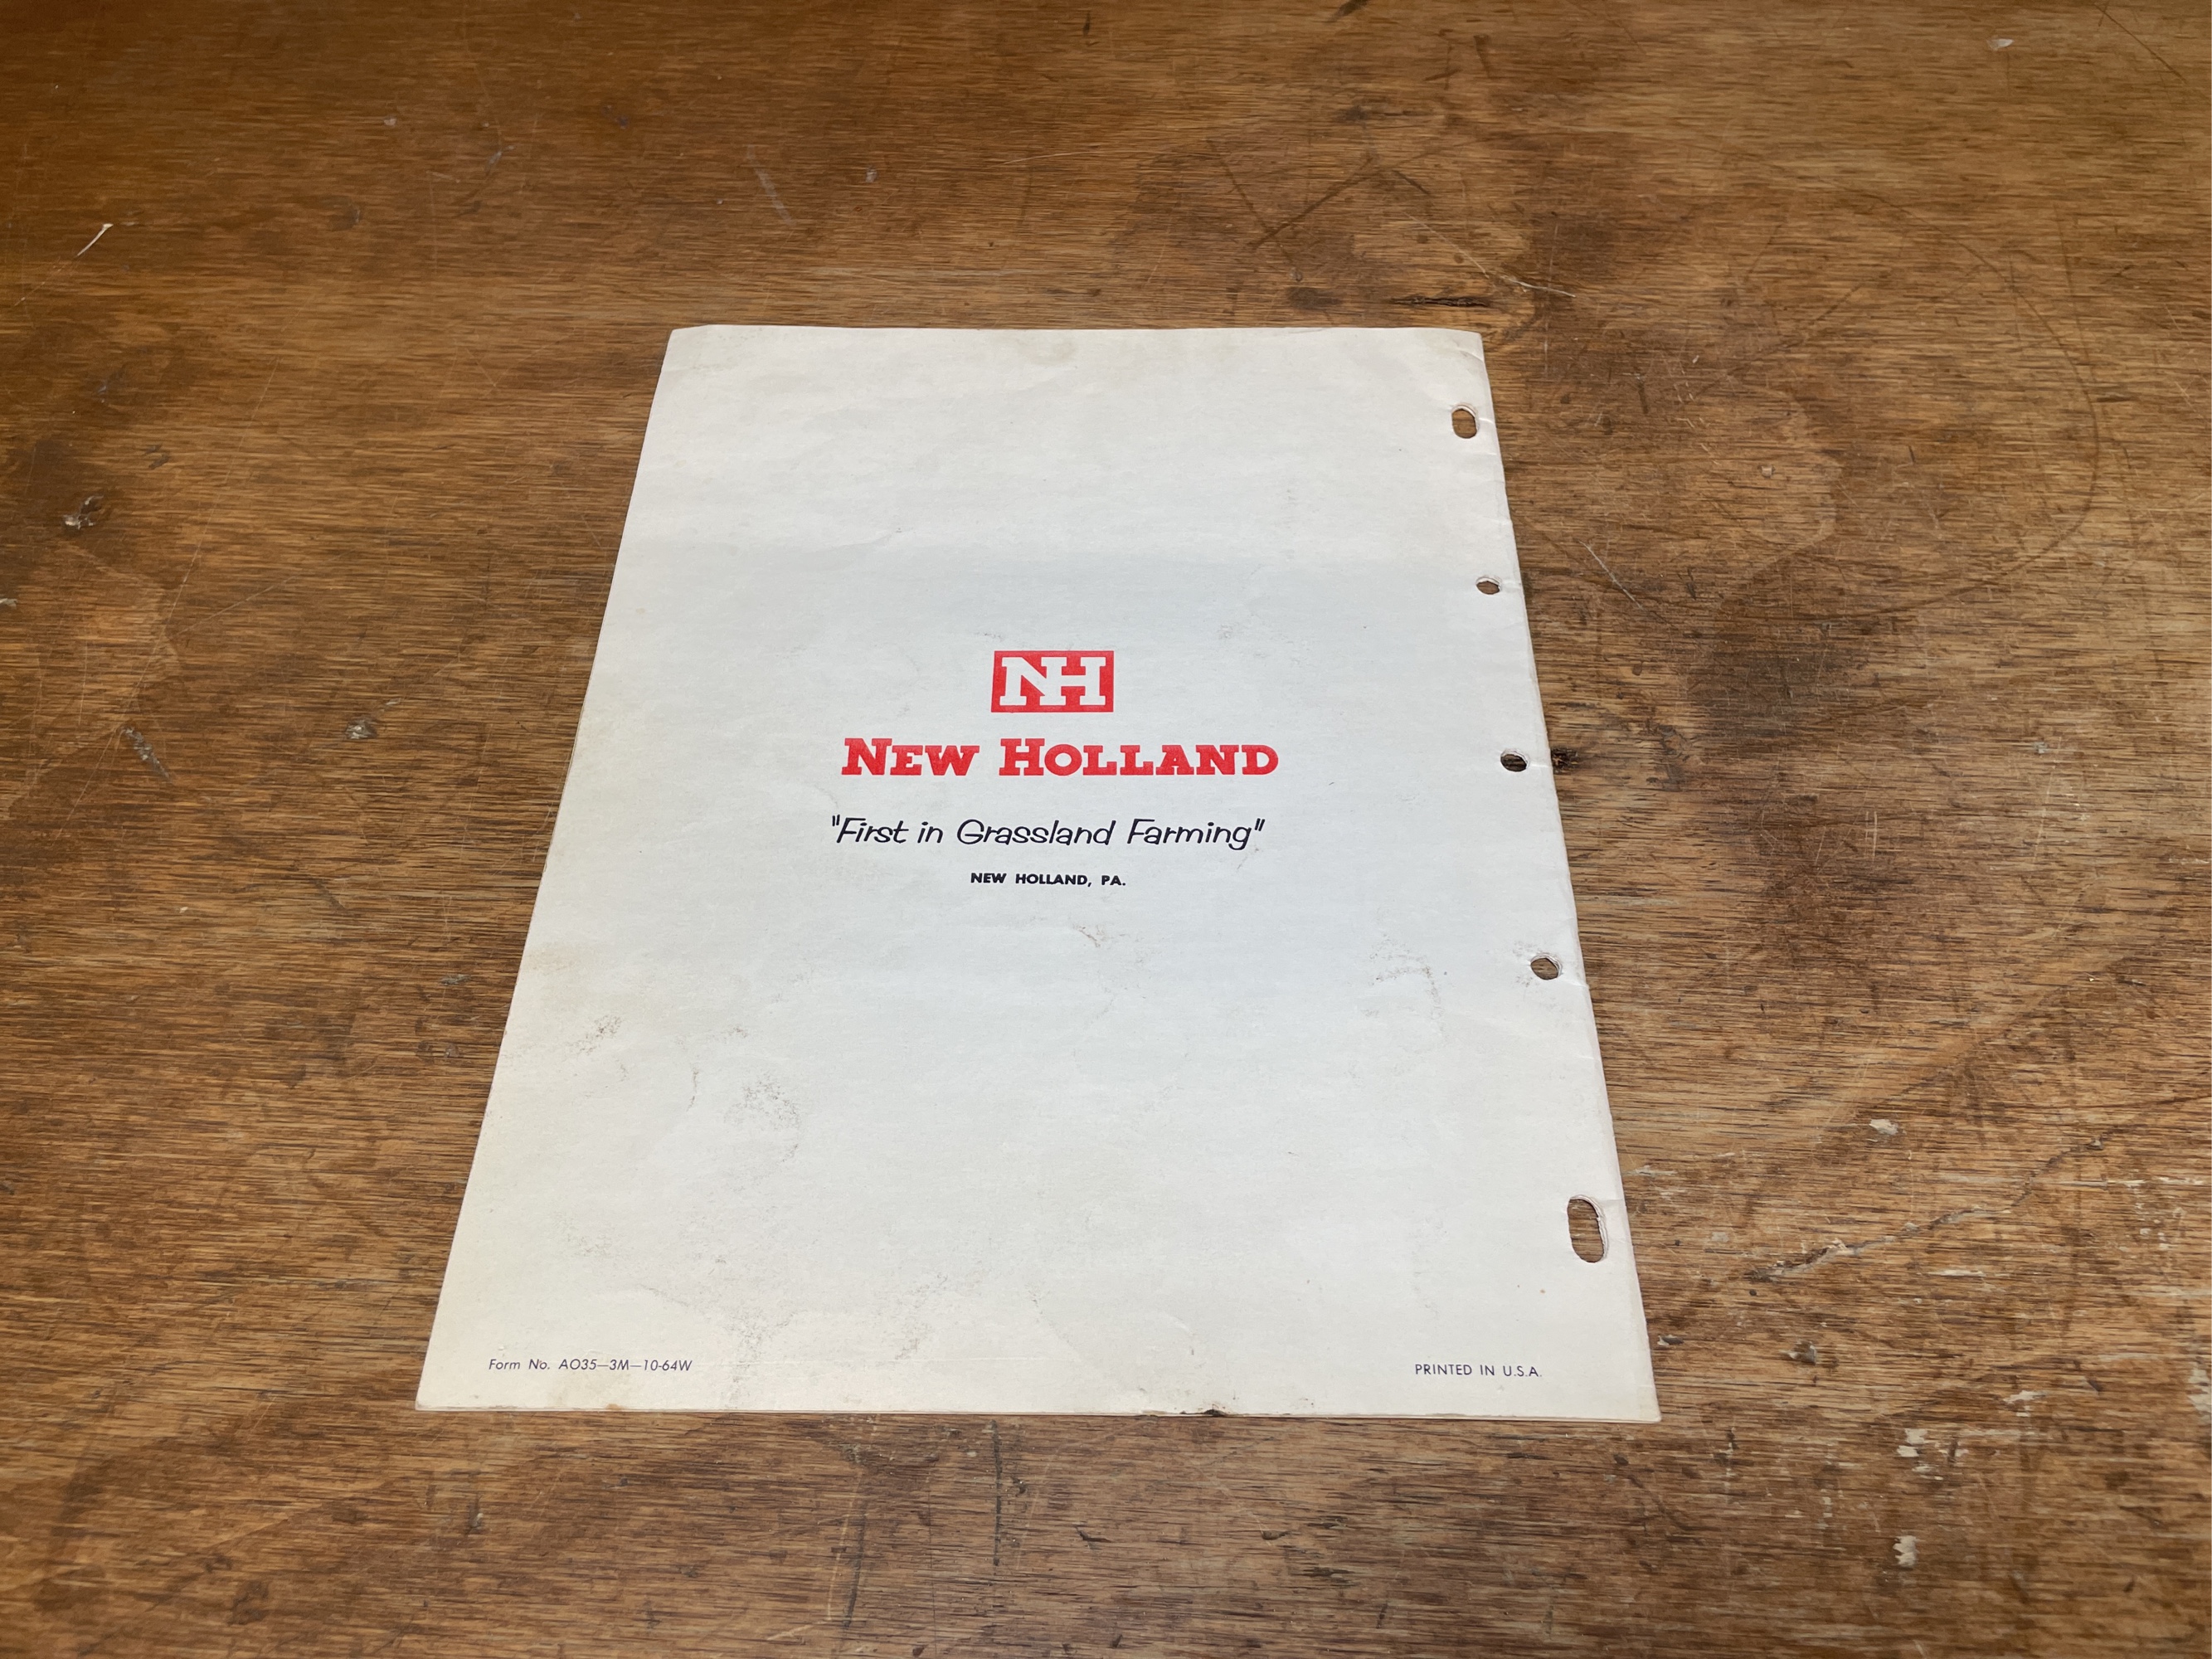 NH
NEW HOLLAND
"First in Grassland Farming"
NEW HOLLAND, PA.
Form No. AO35—3M—10-64W
PRINTED IN U.S.A.